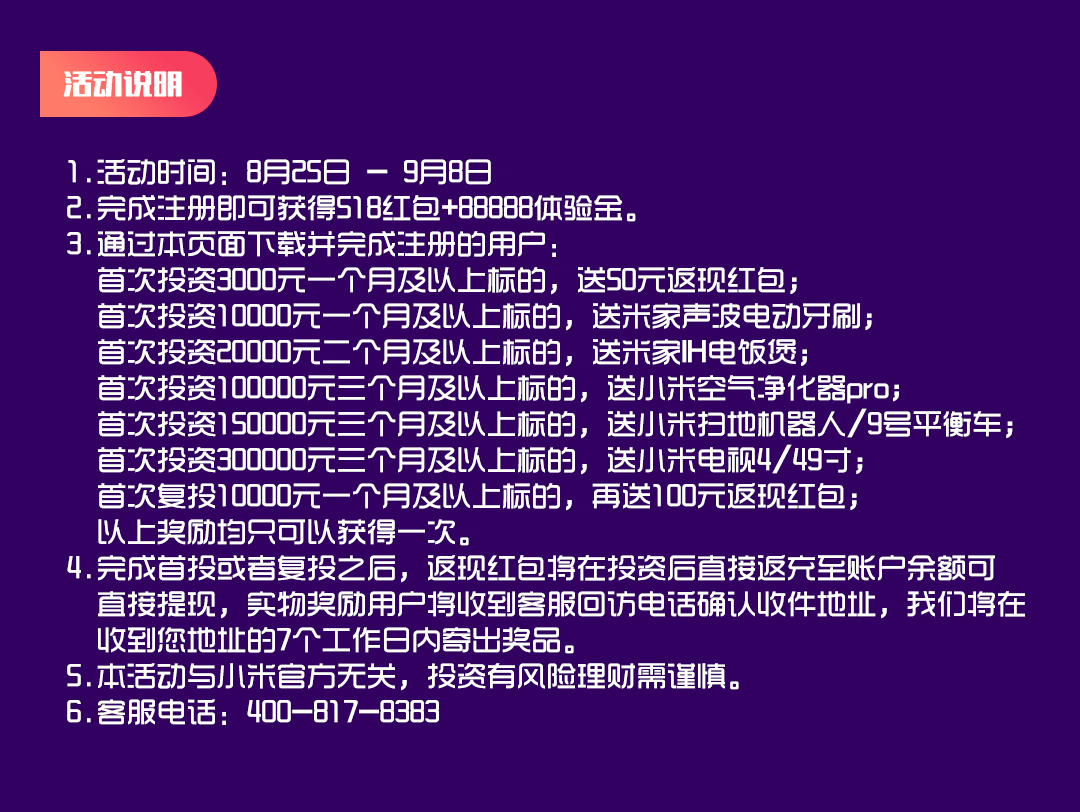 活动说明
1.活动时间：8月25日 - 9月8日
2.完成注册即可获得518红包+88888体验金。
3.通过本页面下载并完成注册的用户：
首次投资3000元一个月及以上标的，送50元返现红包；
首次投资10000元一个月及以上标的，送米家声波电动牙刷；
首次投资20000元二个月及以上标的，送米家IH电饭煲；
首次投资100000元三个月及以上标的，送小米空气净化器pro；
首次投资150000元三个月及以上标的，送小米扫地机器人/9号平衡车；
首次投资300000元三个月及以上标的，送小米电视4/49寸；
首次复投10000元一个月及以上标的，再送100元返现红包；
以上奖励均只可以获得一次。
4.完成首投或者复投之后，返现红包将在投资后直接返充至账户余额可
直接提现，实物奖励用户将收到客服回访电话确认收件地址，我们将在
收到您地址的7个工作日内寄出奖品。
5.本活动与小米官方无关，投资有风险理财需谨慎。
6.客服电话：400-817-8383